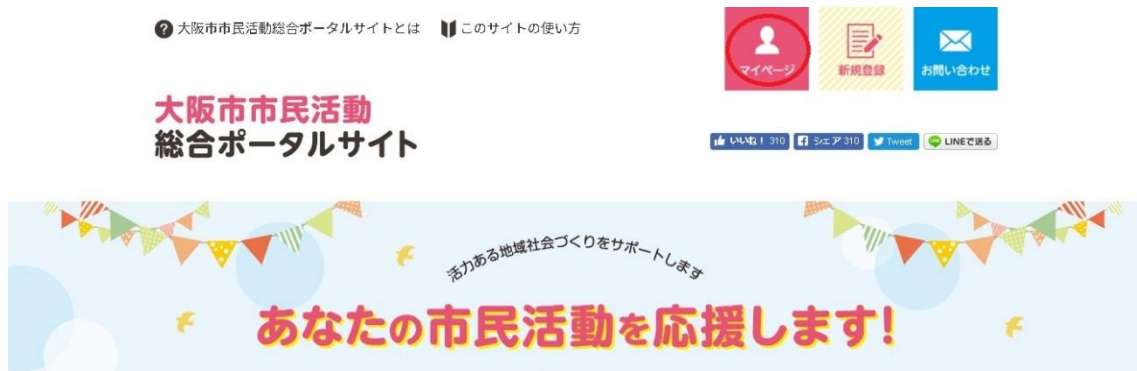 大阪市市民活動総合ポータルサイトとは このサイトの使い方
マイページ
新規登録
お問い合わせ
大阪市市民活動
総合ポータルサイト
いいね！ 310 シェア 310 Tweet LINEで送る
活力ある地域社会づくりをサポートします
あなたの市民活動を応援します!